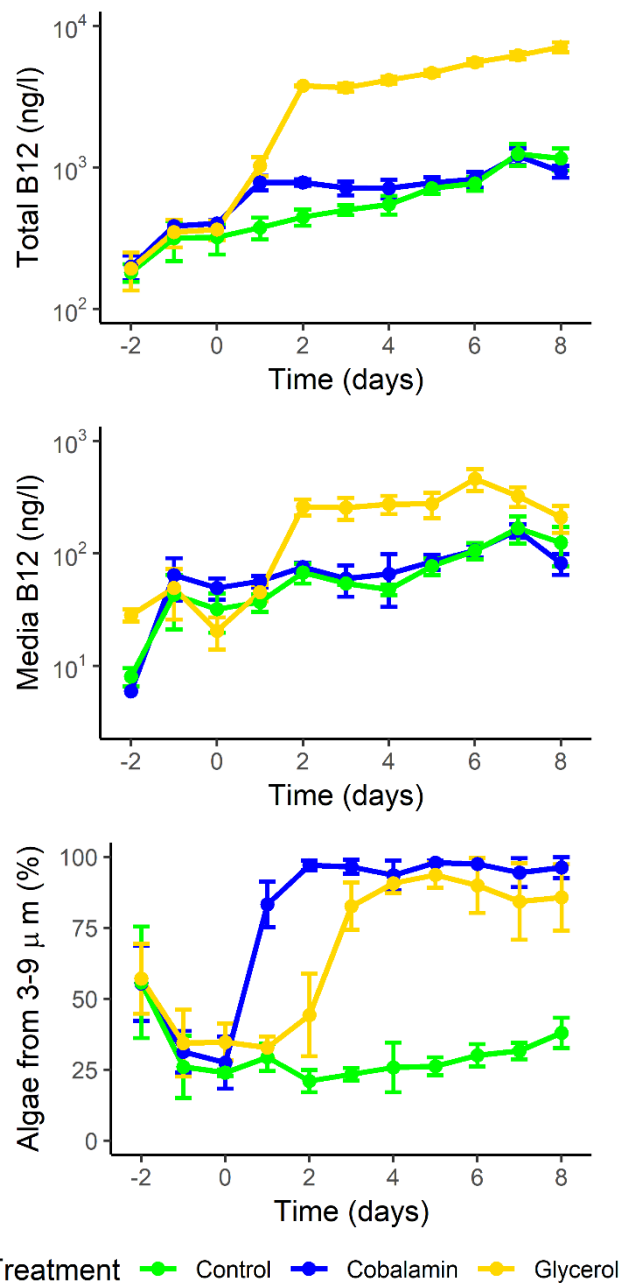 10⁴
10³
10²
Total B12 (ng/l)
-2 0 2 4 6 8
Time (days)
10³
10²
10¹
Media B12 (ng/l)
-2 0 2 4 6 8
Time (days)
100
75
50
25
0
Algae from 3-9 μ m (%)
-2 0 2 4 6 8
Time (days)
Treatment Control Cobalamin Glycerol